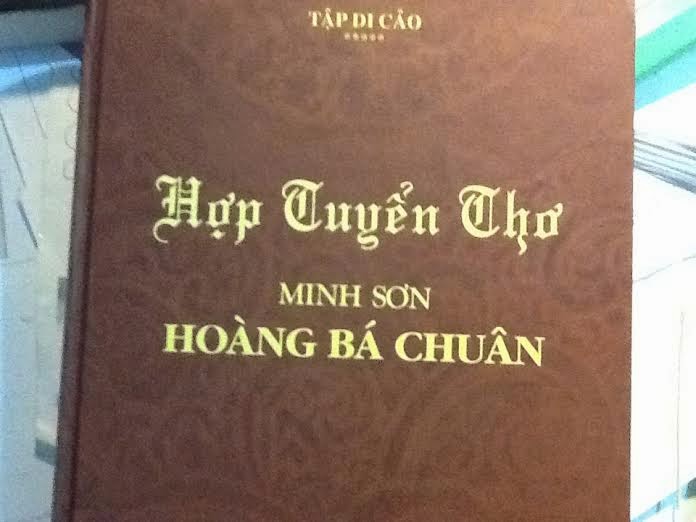 TẬP DI CẢO
*****
Hợp Tuyển Thơ
MINH SƠN
HOÀNG BÁ CHUÂN